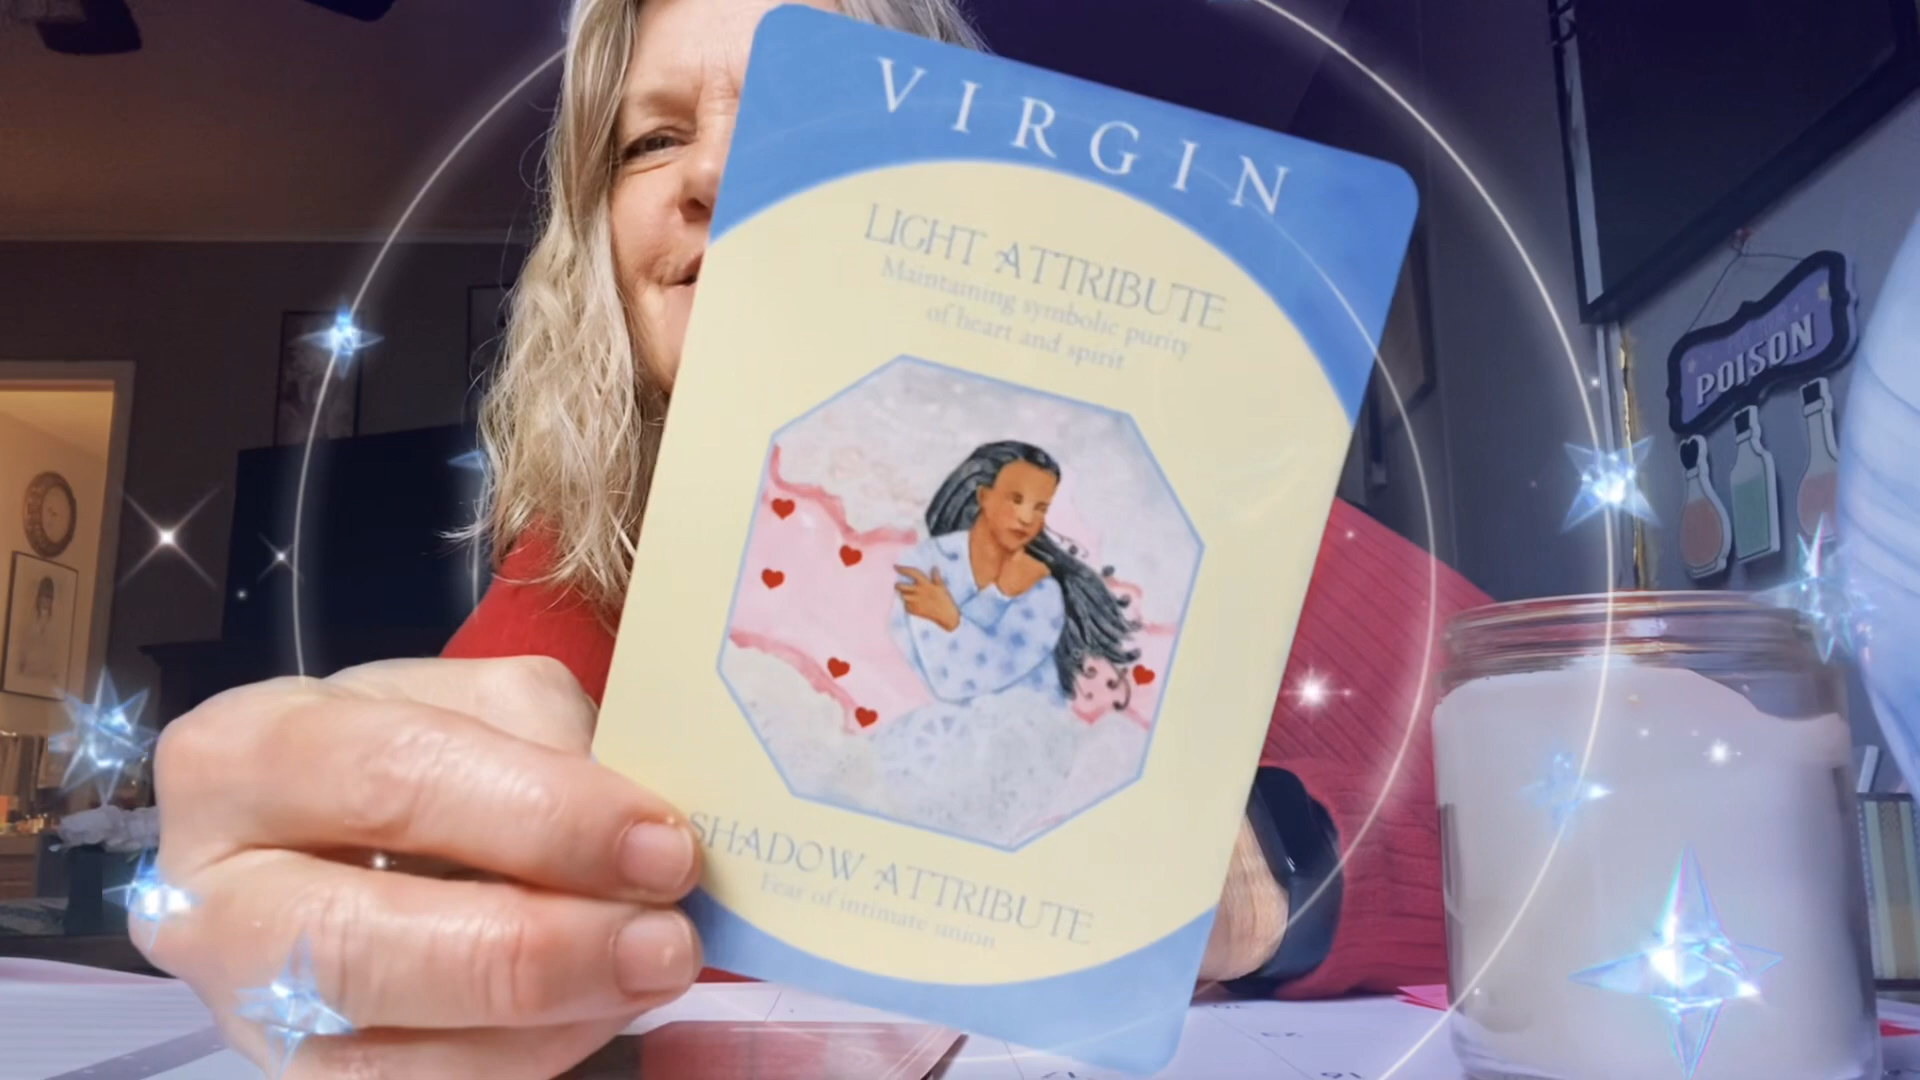 VIRGIN
LIGHT ATTRIBUTE
Maintaining symbolic purity
of heart and spirit
SHADOW ATTRIBUTE
Fear of intimate union
POISON